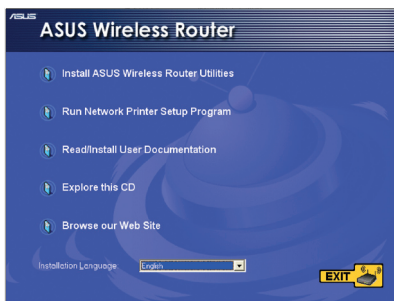 ASUS
ASUS Wireless Router
Install ASUS Wireless Router Utilities
Run Network Printer Setup Program
Read/Install User Documentation
Explore this CD
Browse our Web Site
Installation Language: English
EXIT